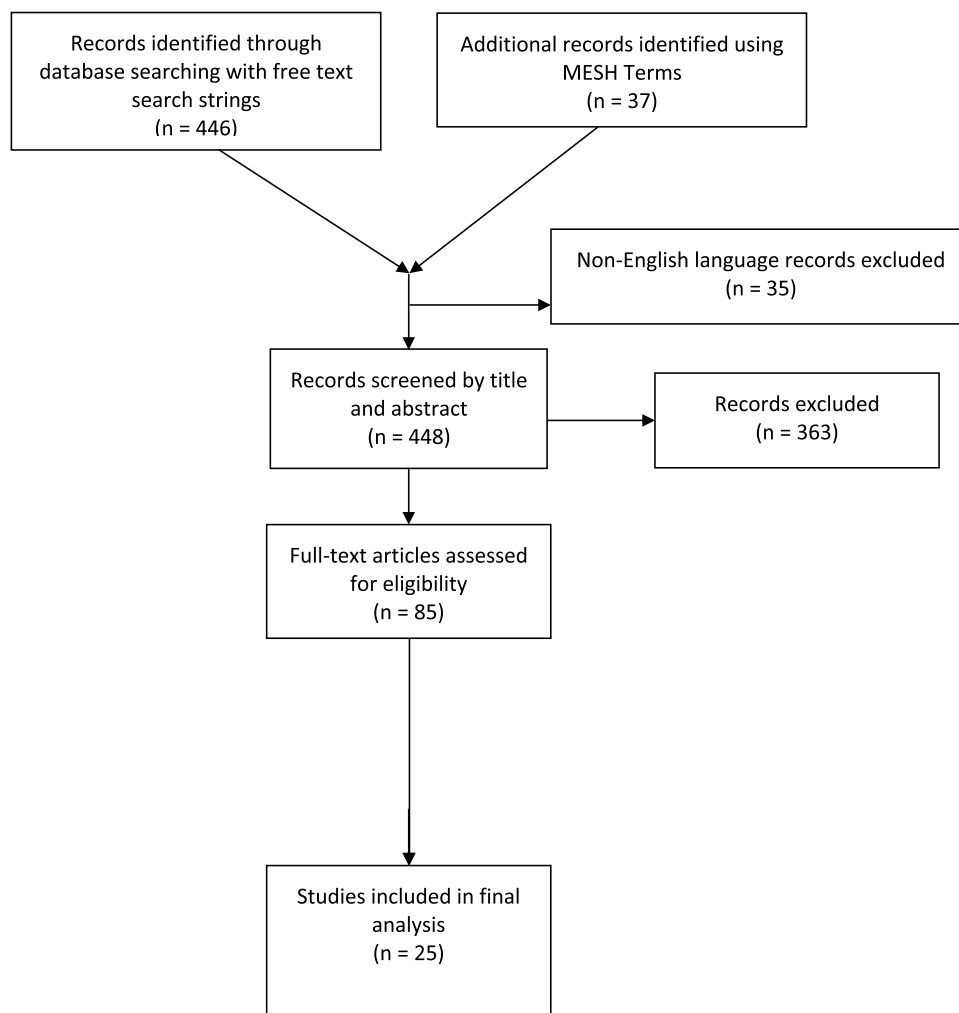 Records identified through
database searching with free text
search strings
(n = 446)
Additional records identified using
MESH Terms
(n = 37)
Non-English language records excluded
(n = 35)
Records screened by title
and abstract
(n = 448)
Records excluded
(n = 363)
Full-text articles assessed
for eligibility
(n = 85)
Studies included in final
analysis
(n = 25)